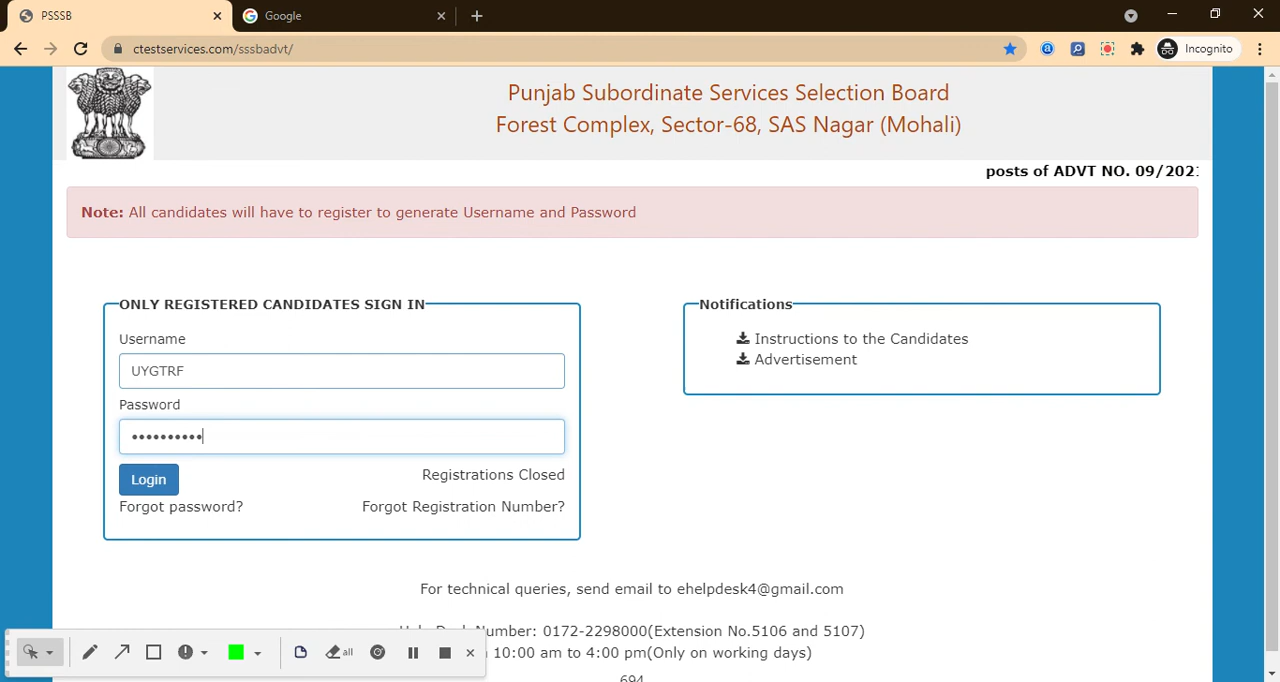 PSSSB
Google
ctestservices.com/sssbadvt/
Incognito
Punjab Subordinate Services Selection Board
Forest Complex, Sector-68, SAS Nagar (Mohali)
posts of ADVT NO. 09/202
Note: All candidates will have to register to generate Username and Password
ONLY REGISTERED CANDIDATES SIGN IN
Username
UYGTRF
Password
••••••••••
Login
Registrations Closed
Forgot password?
Forgot Registration Number?
Notifications
Instructions to the Candidates
Advertisement
For technical queries, send email to ehelpdesk4@gmail.com
Number: 0172-2298000(Extension No.5106 and 5107)
10:00 am to 4:00 pm(Only on working days)
694
all